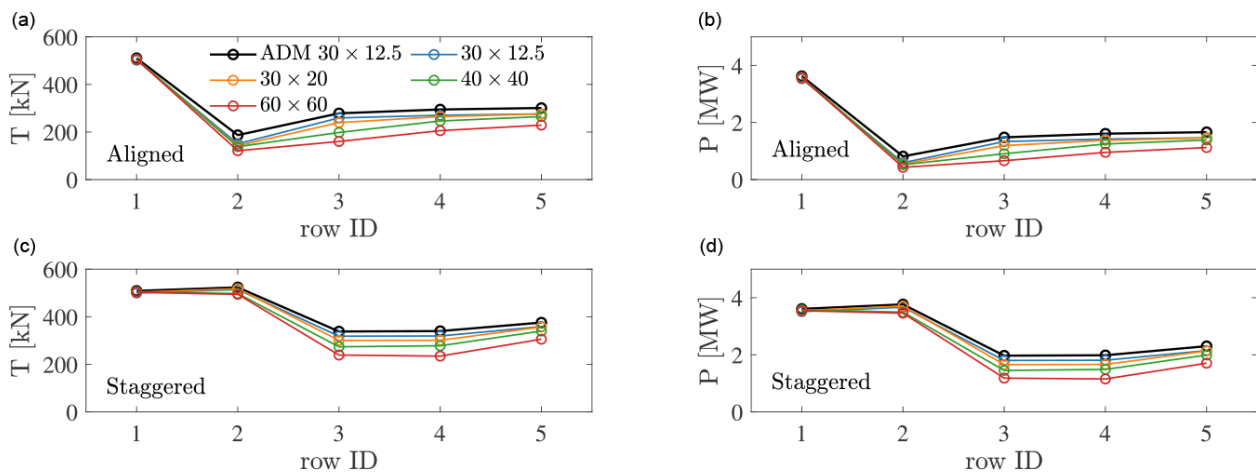 (a)
600
400
200
0
T [kN]
ADM 30 × 12.5
30 × 12.5
30 × 20
40 × 40
60 × 60
Aligned
1 2 3 4 5
row ID
(b)
4
2
0
P [MW]
Aligned
1 2 3 4 5
row ID
(c)
600
400
200
0
T [kN]
Staggered
1 2 3 4 5
row ID
(d)
4
2
0
P [MW]
Staggered
1 2 3 4 5
row ID